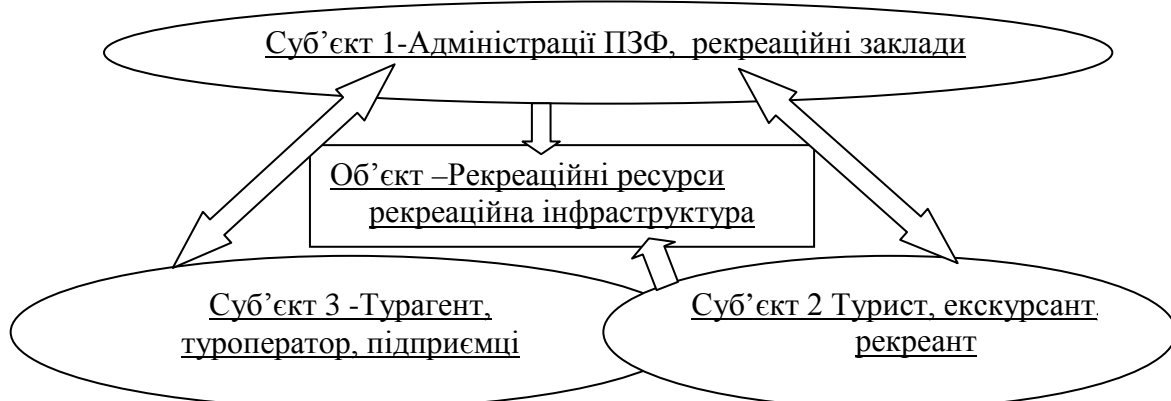 Суб’єкт 1-Адміністрації ПЗФ, рекреаційні заклади
Об’єкт –Рекреаційні ресурси
рекреаційна інфраструктура
Суб’єкт 3 -Турагент,
туроператор, підприємці
Суб’єкт 2 Турист, екскурсант,
рекреант